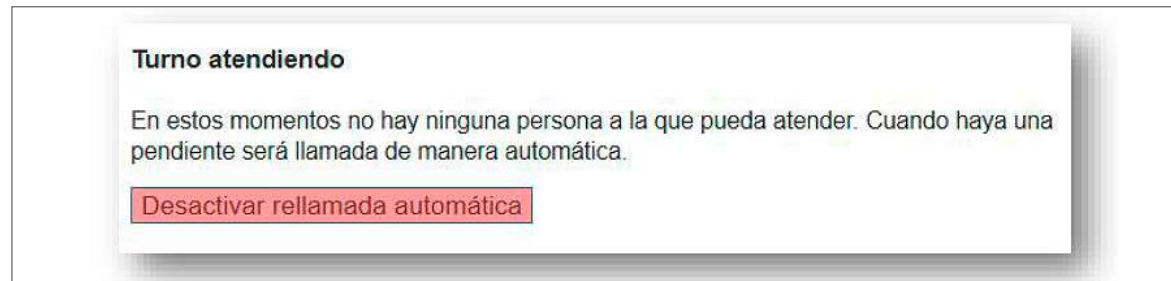 Turno atendiendo
En estos momentos no hay ninguna persona a la que pueda atender. Cuando haya una
pendiente será llamada de manera automática.
Desactivar rellamada automática